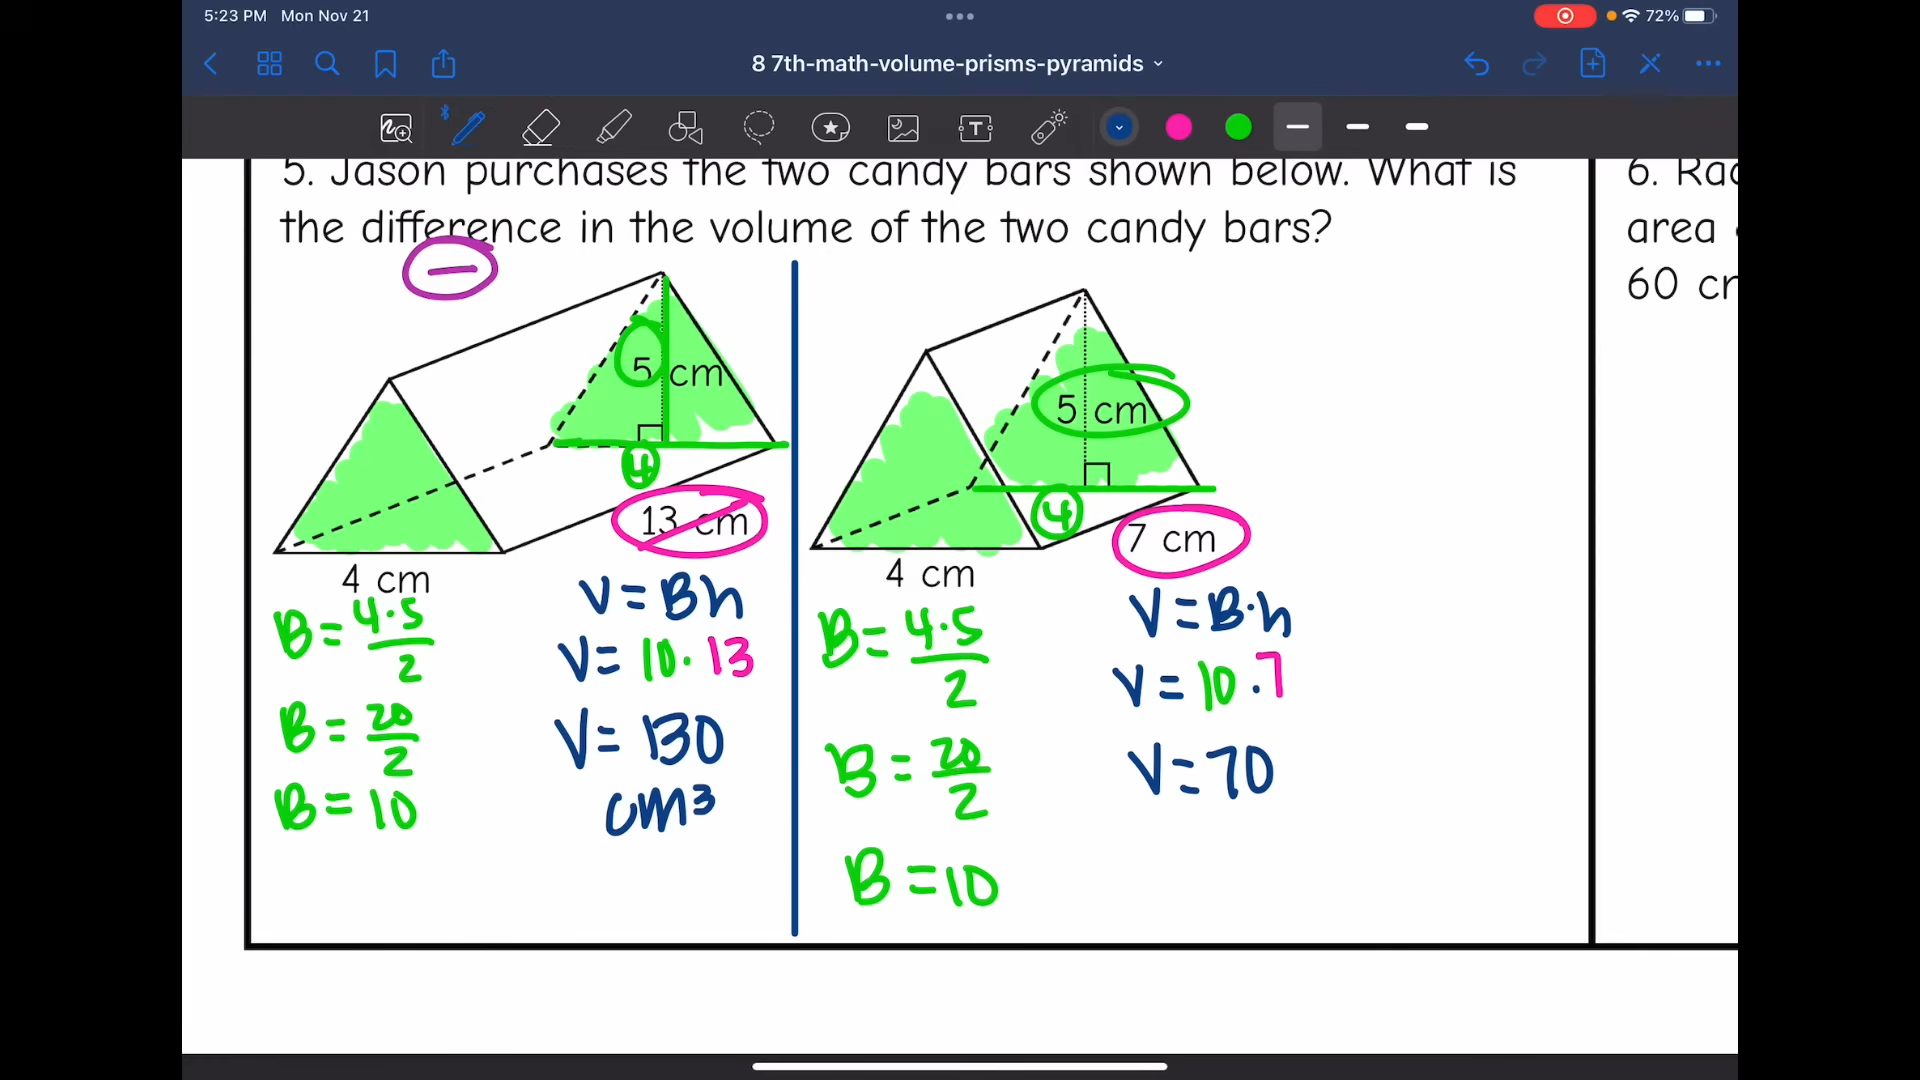 5:23 PM Mon Nov 21
72%
8 7th-math-volume-prisms-pyramids
5. Jason purchases the two candy bars shown below. What is
the difference in the volume of the two candy bars?
5 cm
4
13 cm
4 cm
B = 4·5/2
B = 20/2
B = 10
V = Bh
V = 10·13
V = 130
cm³
5 cm
4
7 cm
4 cm
B = 4·5/2
B = 20/2
B = 10
V = B·h
V = 10·7
V = 70
6.
area
60